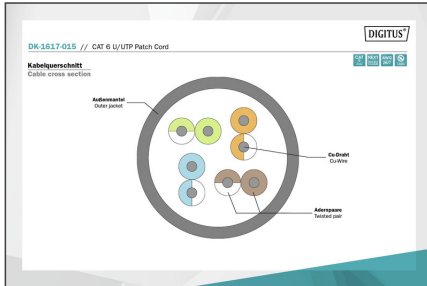 DIGITUS®
DK-1617-015 // CAT 6 U/UTP Patch Cord
Kabelquerschnitt
Cable cross section
Außenmantel
Outer jacket
Cu-Draht
Cu-Wire
Adernpaare
Twisted pair